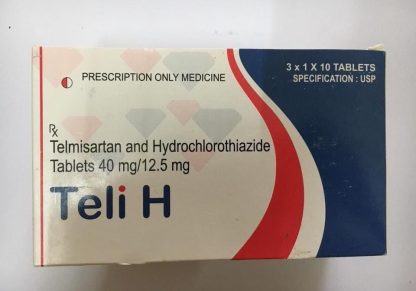 PRESCRIPTION ONLY MEDICINE
3 x 1 X 10 TABLETS
SPECIFICATION : USP
Rx
Telmisartan and Hydrochlorothiazide
Tablets 40 mg/12.5 mg
Teli H